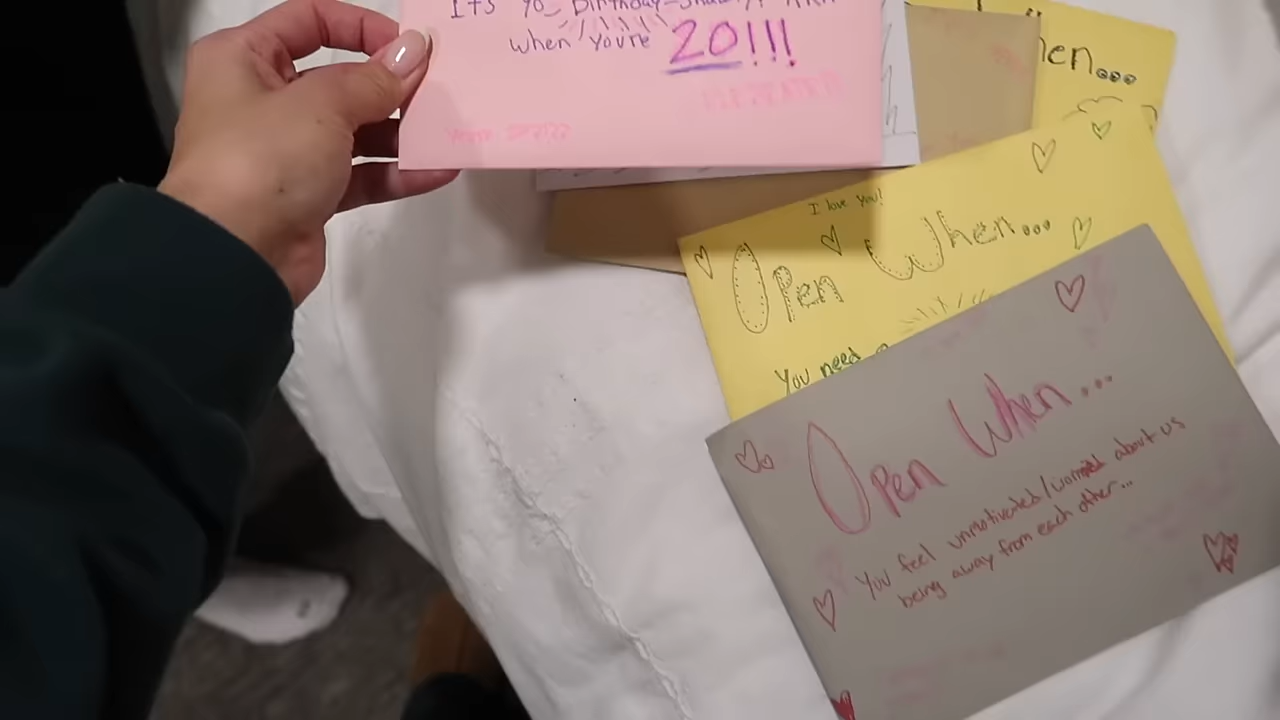 It's yo birthday
when you're 20!!!
hen...
I love you!
Open When...
You need
Open When...
You feel unmotivated/worried about us
being away from each other...